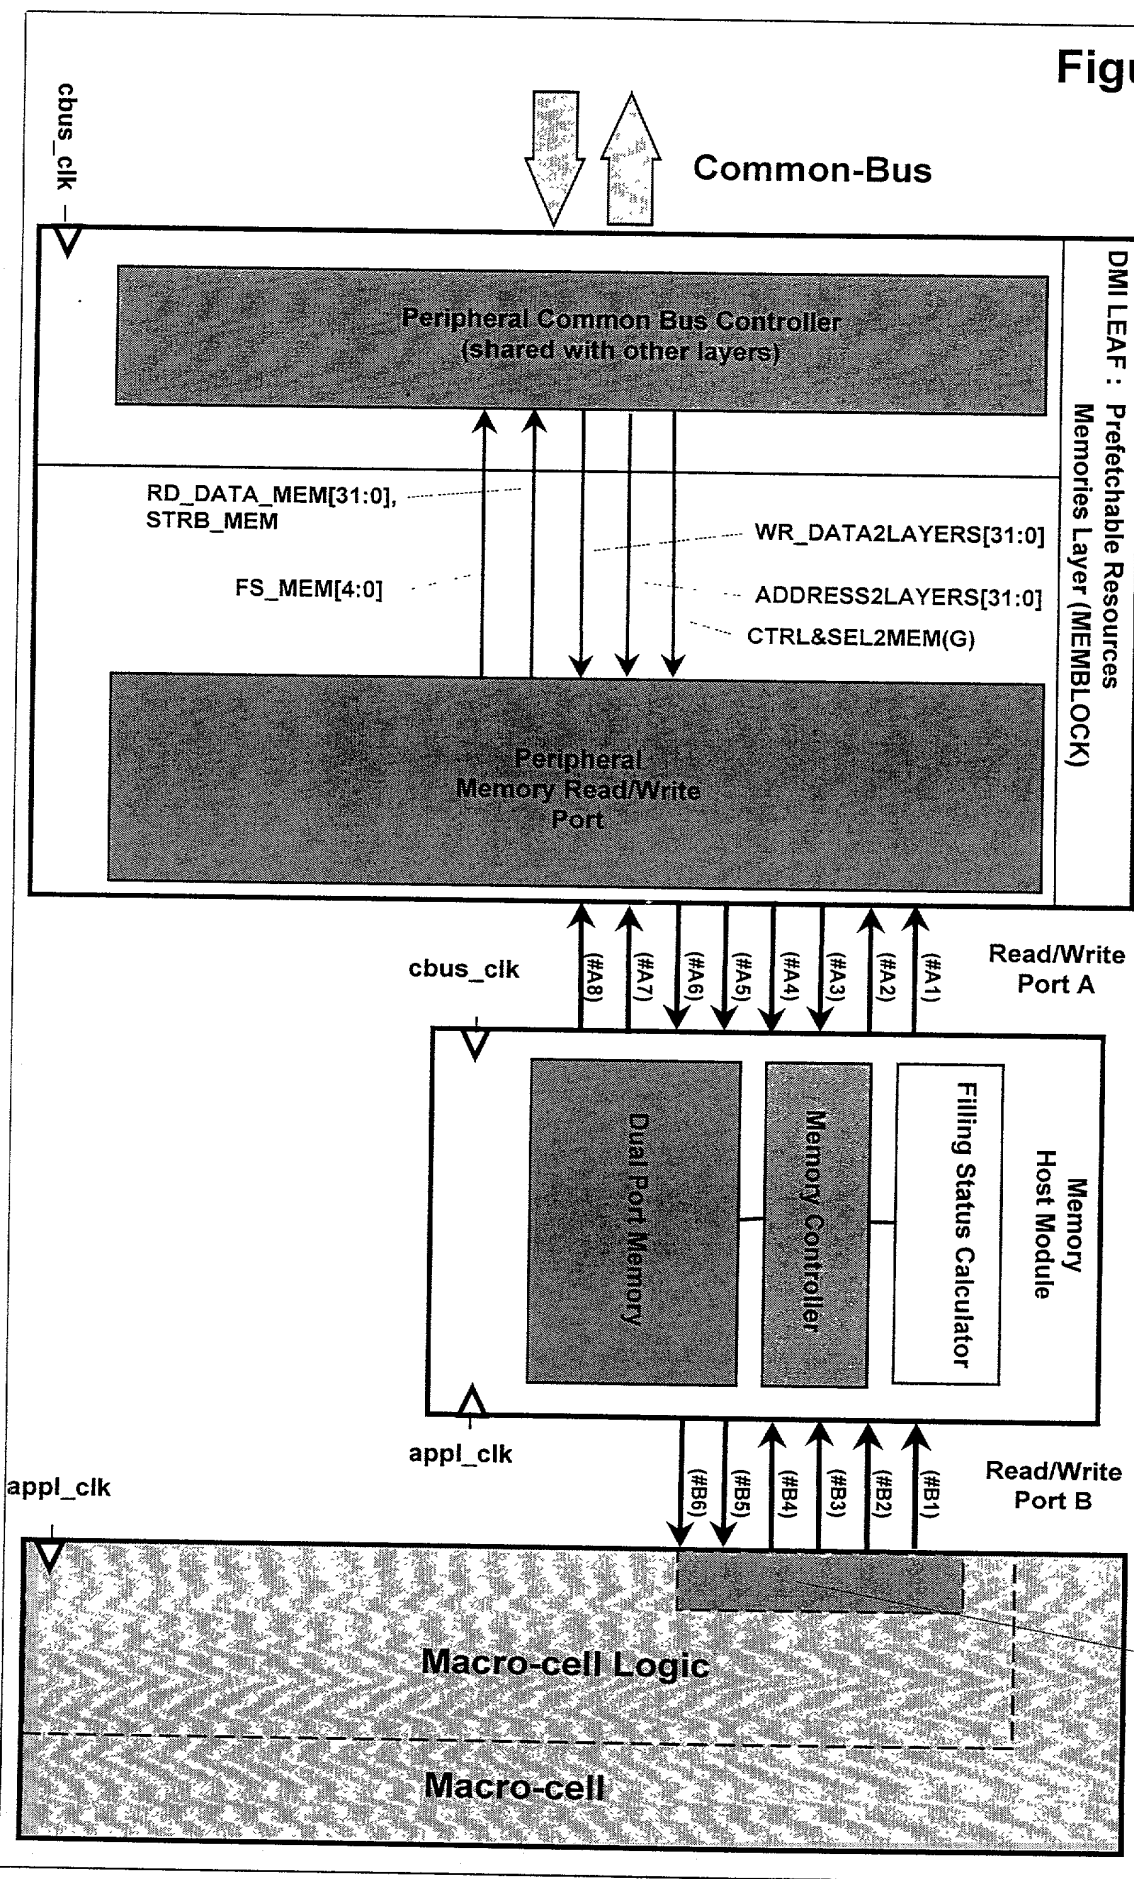 Figu
cbus_clk
Common-Bus
DMI LEAF : Prefetchable Resources
Memories Layer (MEMBLOCK)
Peripheral Common Bus Controller
(shared with other layers)
RD_DATA_MEM[31:0],
STRB_MEM
WR_DATA2LAYERS[31:0]
FS_MEM[4:0]
ADDRESS2LAYERS[31:0]
CTRL&SEL2MEM(G)
Peripheral
Memory Read/Write
Port
cbus_clk
(#A8)
(#A7)
(#A6)
(#A5)
(#A4)
(#A3)
(#A2)
(#A1)
Read/Write
Port A
Dual Port Memory
Memory Controller
Filling Status Calculator
Memory
Host Module
appl_clk
appl_clk
(#B6)
(#B5)
(#B4)
(#B3)
(#B2)
(#B1)
Read/Write
Port B
Macro-cell Logic
Macro-cell